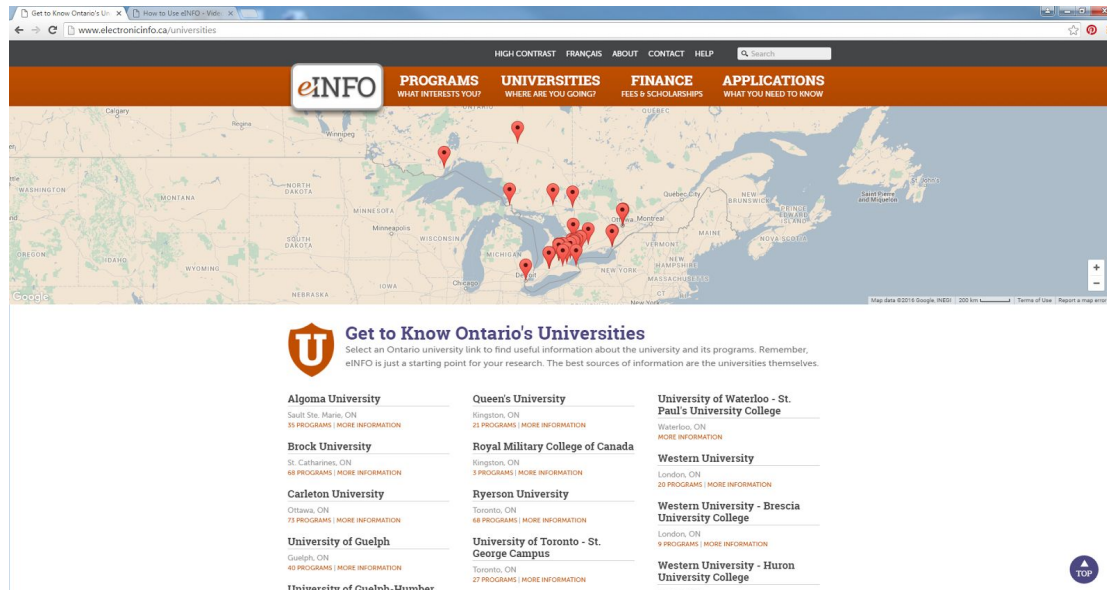 Get to Know Ontario's Un
How to Use eINFO - Vide
www.electronicinfo.ca/universities
HIGH CONTRAST FRANÇAIS ABOUT CONTACT HELP Search
eINFO
PROGRAMS
WHAT INTERESTS YOU?
UNIVERSITIES
WHERE ARE YOU GOING?
FINANCE
FEES & SCHOLARSHIPS
APPLICATIONS
WHAT YOU NEED TO KNOW
ONTARIO
QUEBEC
Calgary
Regina
Winnipeg
WASHINGTON
MONTANA
NORTH
DAKOTA
MINNESOTA
Minneapolis
SOUTH
DAKOTA
WISCONSIN
MICHIGAN
OREGON
IDAHO
WYOMING
IOWA
Chicago
NEBRASKA
Detroit
Ottawa
Montreal
Quebec City
NEW
BRUNSWICK
PRINCE
EDWARD
ISLAND
NOVA SCOTIA
MAINE
VERMONT
NEW
HAMPSHIRE
NEW YORK
MASSACHUSETTS
CT
RI
New York
St. John's
Saint Pierre
and Miquelon
Google
+
−
Map data ©2016 Google, INEGI 200 km Terms of Use Report a map error
U
Get to Know Ontario's Universities
Select an Ontario university link to find useful information about the university and its programs. Remember,
eINFO is just a starting point for your research. The best sources of information are the universities themselves.
Algoma University
Sault Ste. Marie, ON
35 PROGRAMS | MORE INFORMATION
Brock University
St. Catharines, ON
68 PROGRAMS | MORE INFORMATION
Carleton University
Ottawa, ON
73 PROGRAMS | MORE INFORMATION
University of Guelph
Guelph, ON
40 PROGRAMS | MORE INFORMATION
University of Guelph-Humber
Queen's University
Kingston, ON
21 PROGRAMS | MORE INFORMATION
Royal Military College of Canada
Kingston, ON
3 PROGRAMS | MORE INFORMATION
Ryerson University
Toronto, ON
68 PROGRAMS | MORE INFORMATION
University of Toronto - St.
George Campus
Toronto, ON
27 PROGRAMS | MORE INFORMATION
University of Waterloo - St.
Paul's University College
Waterloo, ON
MORE INFORMATION
Western University
London, ON
20 PROGRAMS | MORE INFORMATION
Western University - Brescia
University College
London, ON
9 PROGRAMS | MORE INFORMATION
Western University - Huron
University College
TOP